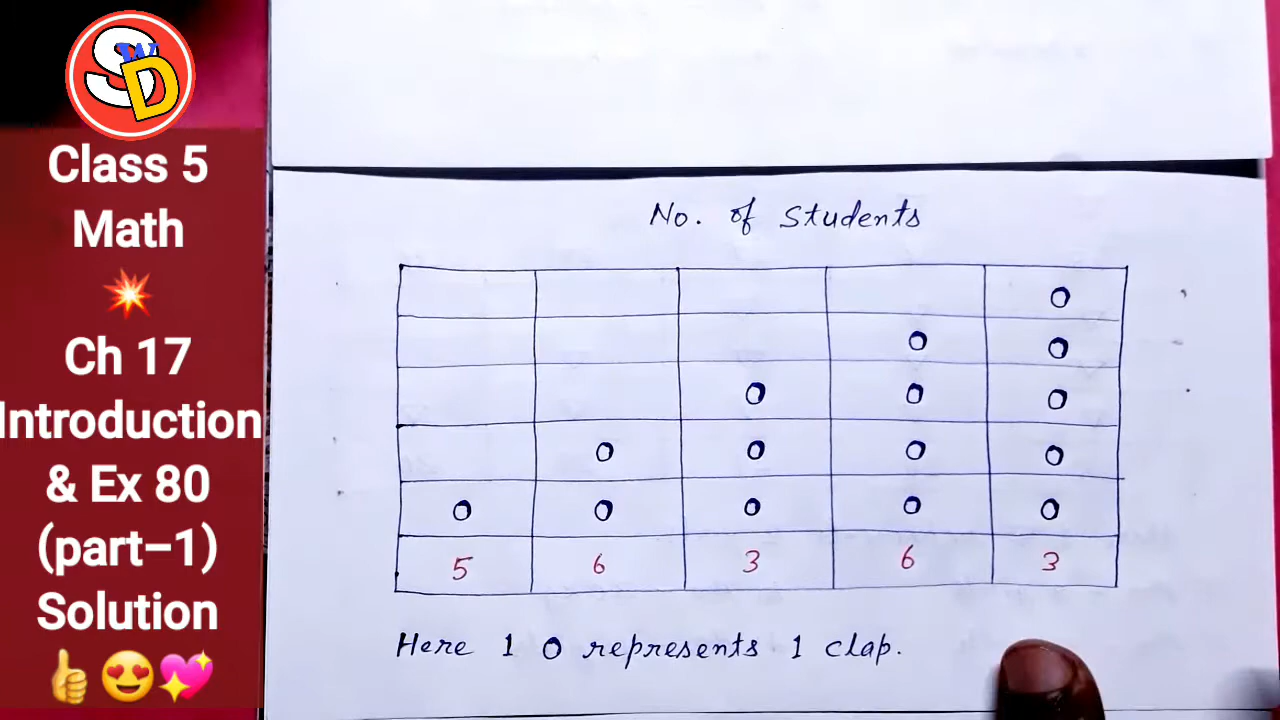 SWD
Class 5
Math
💥
Ch 17
Introduction
& Ex 80
(part–1)
Solution
👍😍💖
No. of Students
O
O O
O O O
O O O O
O O O O O
5 6 3 6 3
Here 1 O represents 1 clap.